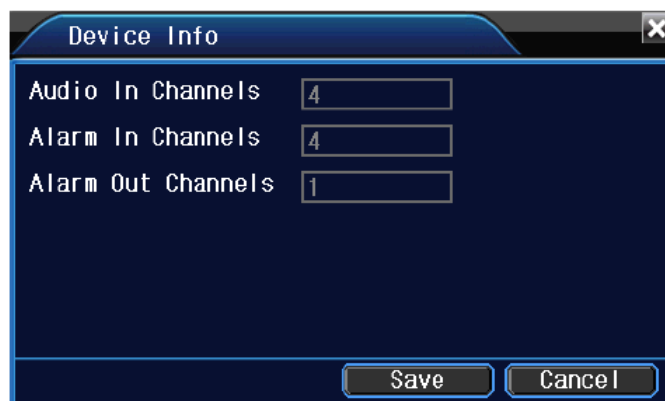 Device Info
Audio In Channels 4
Alarm In Channels 4
Alarm Out Channels 1
Save Cancel